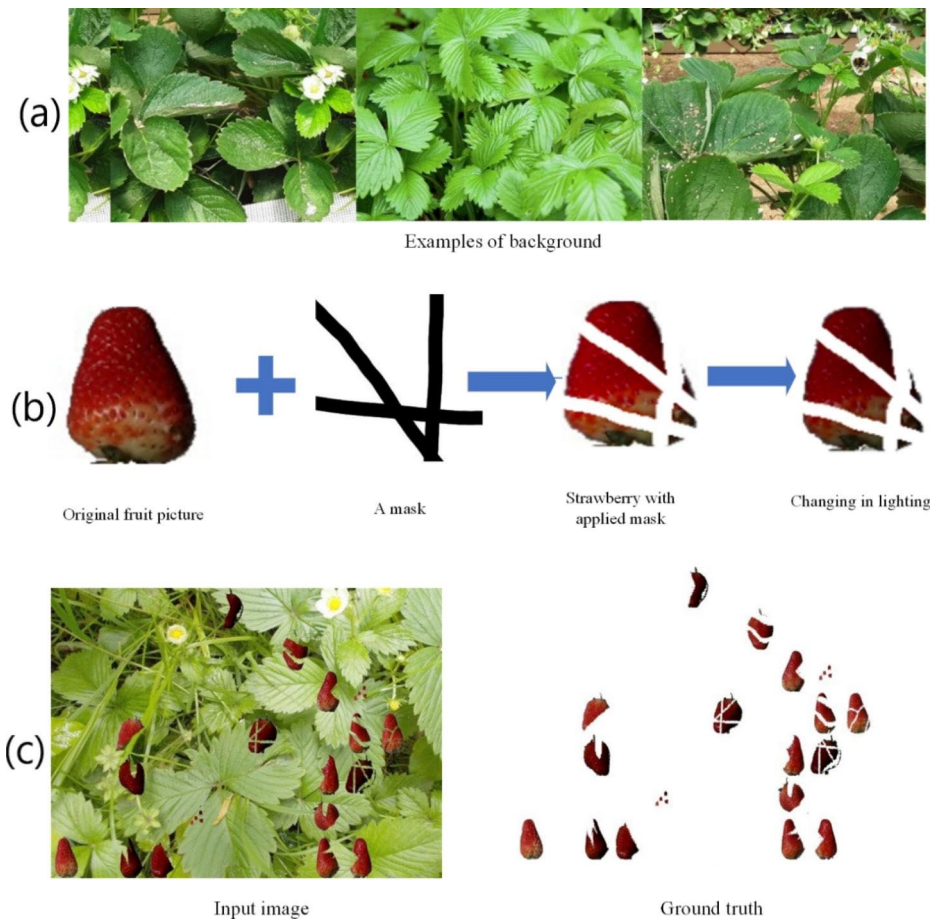 (a)
Examples of background
(b)
Original fruit picture
A mask
Strawberry with
applied mask
Changing in lighting
(c)
Input image
Ground truth